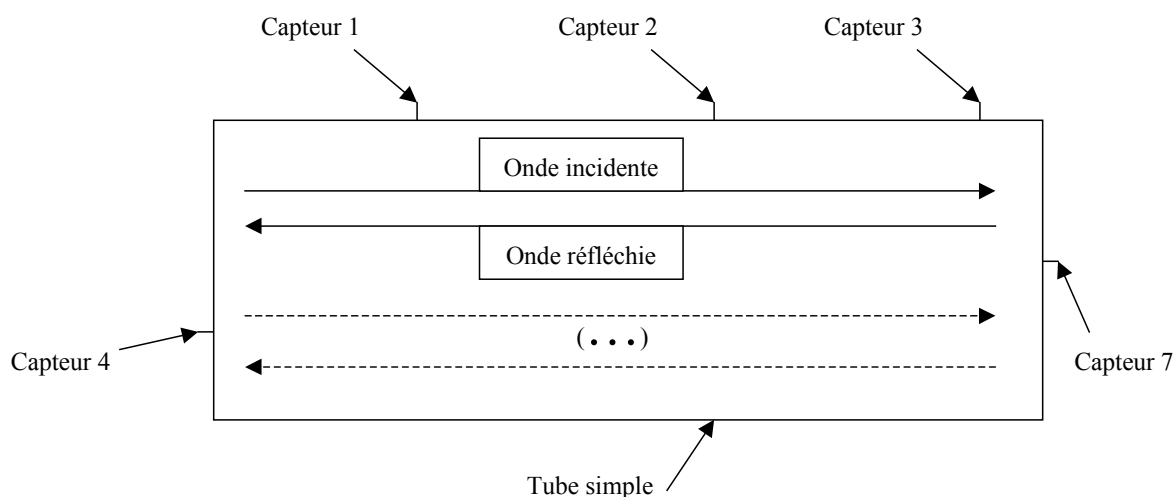 Capteur 1
Capteur 2
Capteur 3
Onde incidente
Onde réfléchie
(...)
Capteur 4
Capteur 7
Tube simple